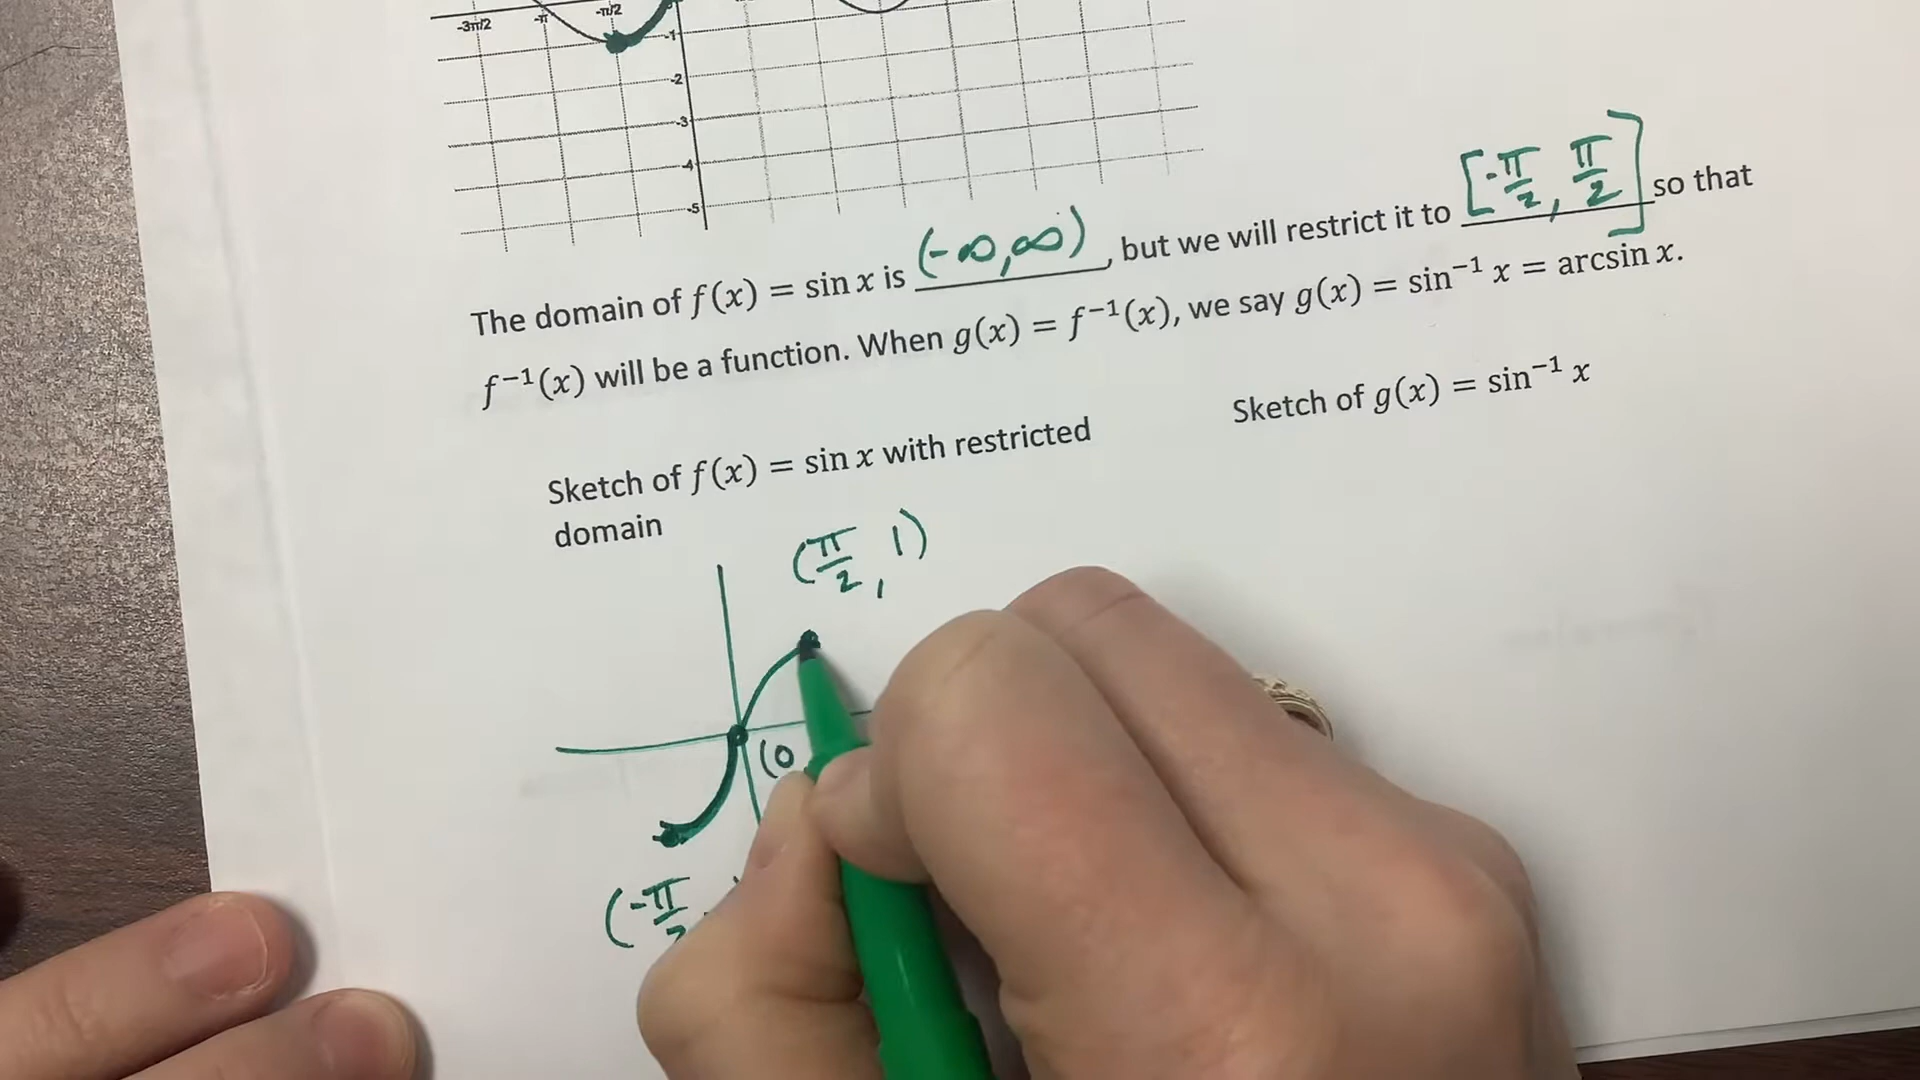 -3π/2 -π -π/2
-1
-2
-3
-4
-5
The domain of f(x) = sin x is (-∞,∞), but we will restrict it to [-π/2, π/2] so that
f⁻¹(x) will be a function. When g(x) = f⁻¹(x), we say g(x) = sin⁻¹ x = arcsin x.
Sketch of f(x) = sin x with restricted
domain
Sketch of g(x) = sin⁻¹ x
(π/2, 1)
(0
(-π/2